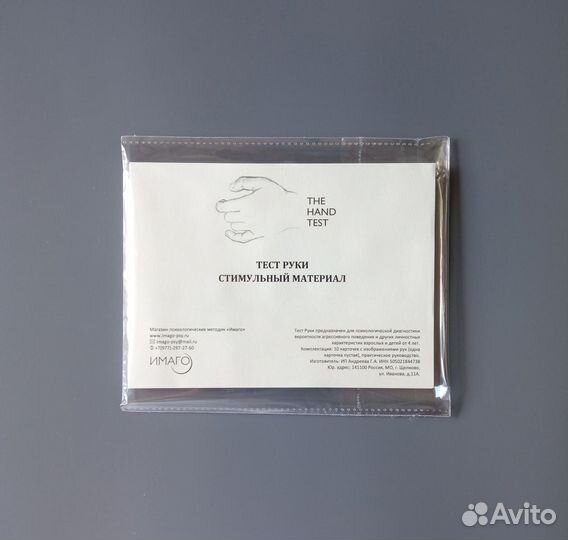 THE
HAND
TEST
ТЕСТ РУКИ
СТИМУЛЬНЫЙ МАТЕРИАЛ
Магазин психологических методик «Имаго»
www.imago-psy.ru
imago-psy@mail.ru
✆ +7(977)-297-27-60
ИМАГО
Тест Руки предназначен для психологической диагностики
вероятности агрессивного поведения и других личностных
характеристик взрослых и детей от 4 лет.
Комплектация: 10 карточек с изображениями рук (одна
карточка пустая), практическое руководство.
Изготовитель: ИП Андреева Г.А. ИНН 505021844738
Юр. адрес: 141100 Россия, МО, г. Щелково,
ул. Иванова, д.11А.
Avito